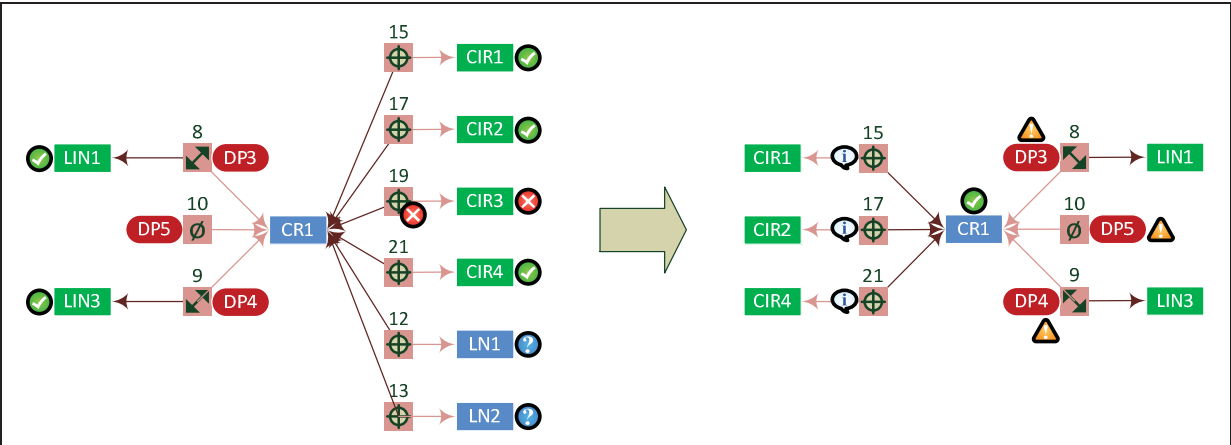 15
CIR1
17
CIR2
8
LIN1
DP3
19
CIR3
10
DP5
Ø
CR1
21
CIR4
9
LIN3
DP4
12
LN1
?
13
LN2
?
15
CIR1
i
17
CIR2
i
21
CIR4
i
CR1
!
8
DP3
LIN1
10
Ø
DP5
!
9
DP4
LIN3
!